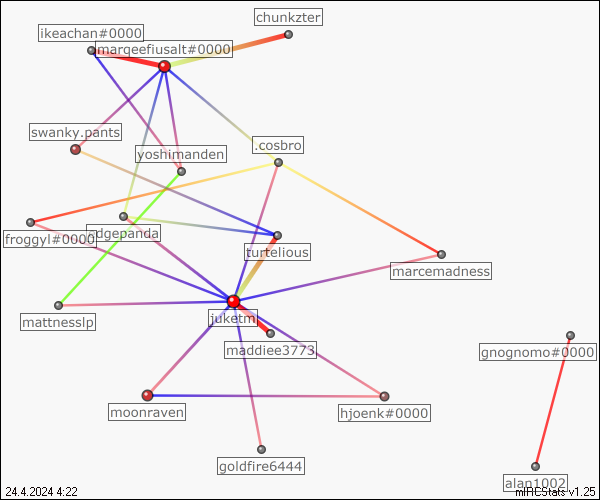 chunkzter
ikeachan#0000
marqeefiusalt#0000
swanky.pants
.cosbro
yoshimanden
froggyl#0000
edgepanda
turtelious
marcemadness
mattnesslp
juketm
maddiee3773
gnognomo#0000
moonraven
hjoenk#0000
goldfire6444
alan1002
24.4.2024 4:22
mIRCStats v1.25